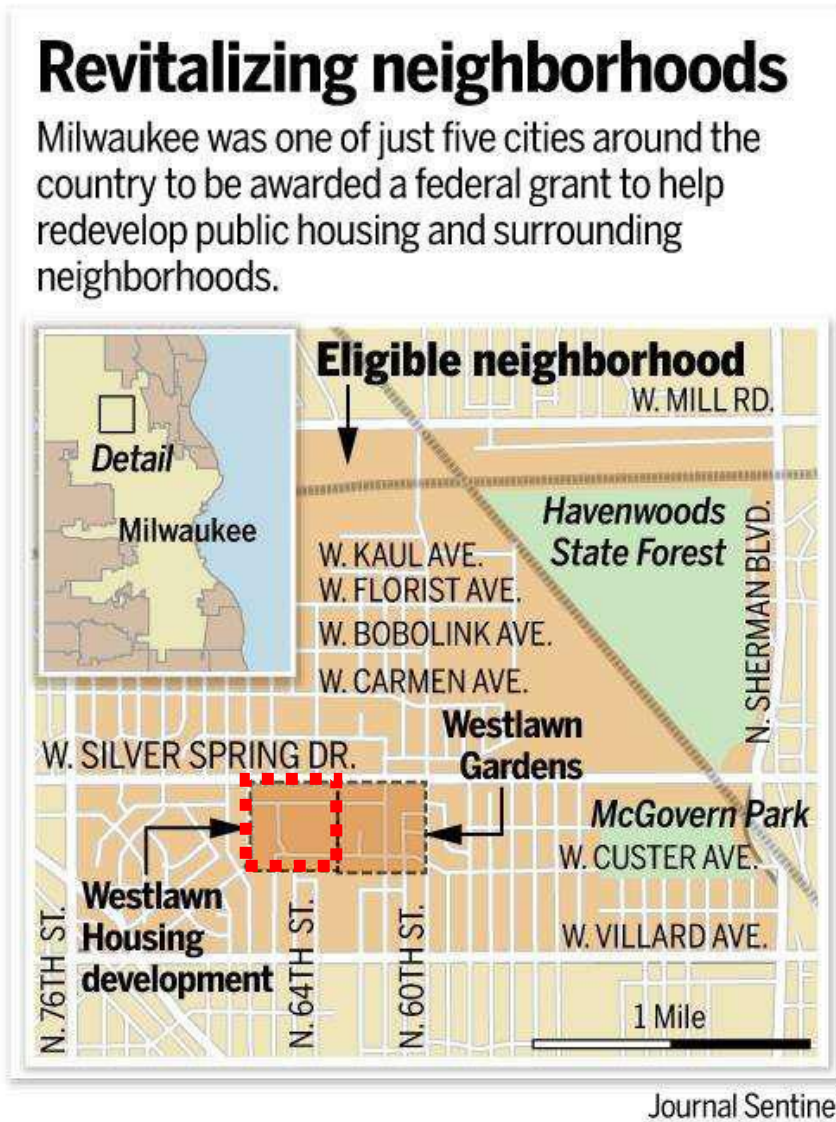 Revitalizing neighborhoods
Milwaukee was one of just five cities around the
country to be awarded a federal grant to help
redevelop public housing and surrounding
neighborhoods.
Eligible neighborhood
W. MILL RD.
Detail
Milwaukee
Havenwoods
State Forest
N. SHERMAN BLVD.
W. KAUL AVE.
W. FLORIST AVE.
W. BOBOLINK AVE.
W. CARMEN AVE.
Westlawn
Gardens
W. SILVER SPRING DR.
McGovern Park
W. CUSTER AVE.
Westlawn
Housing
development
W. VILLARD AVE.
N. 76TH ST.
N. 64TH ST.
N. 60TH ST.
1 Mile
Journal Sentine